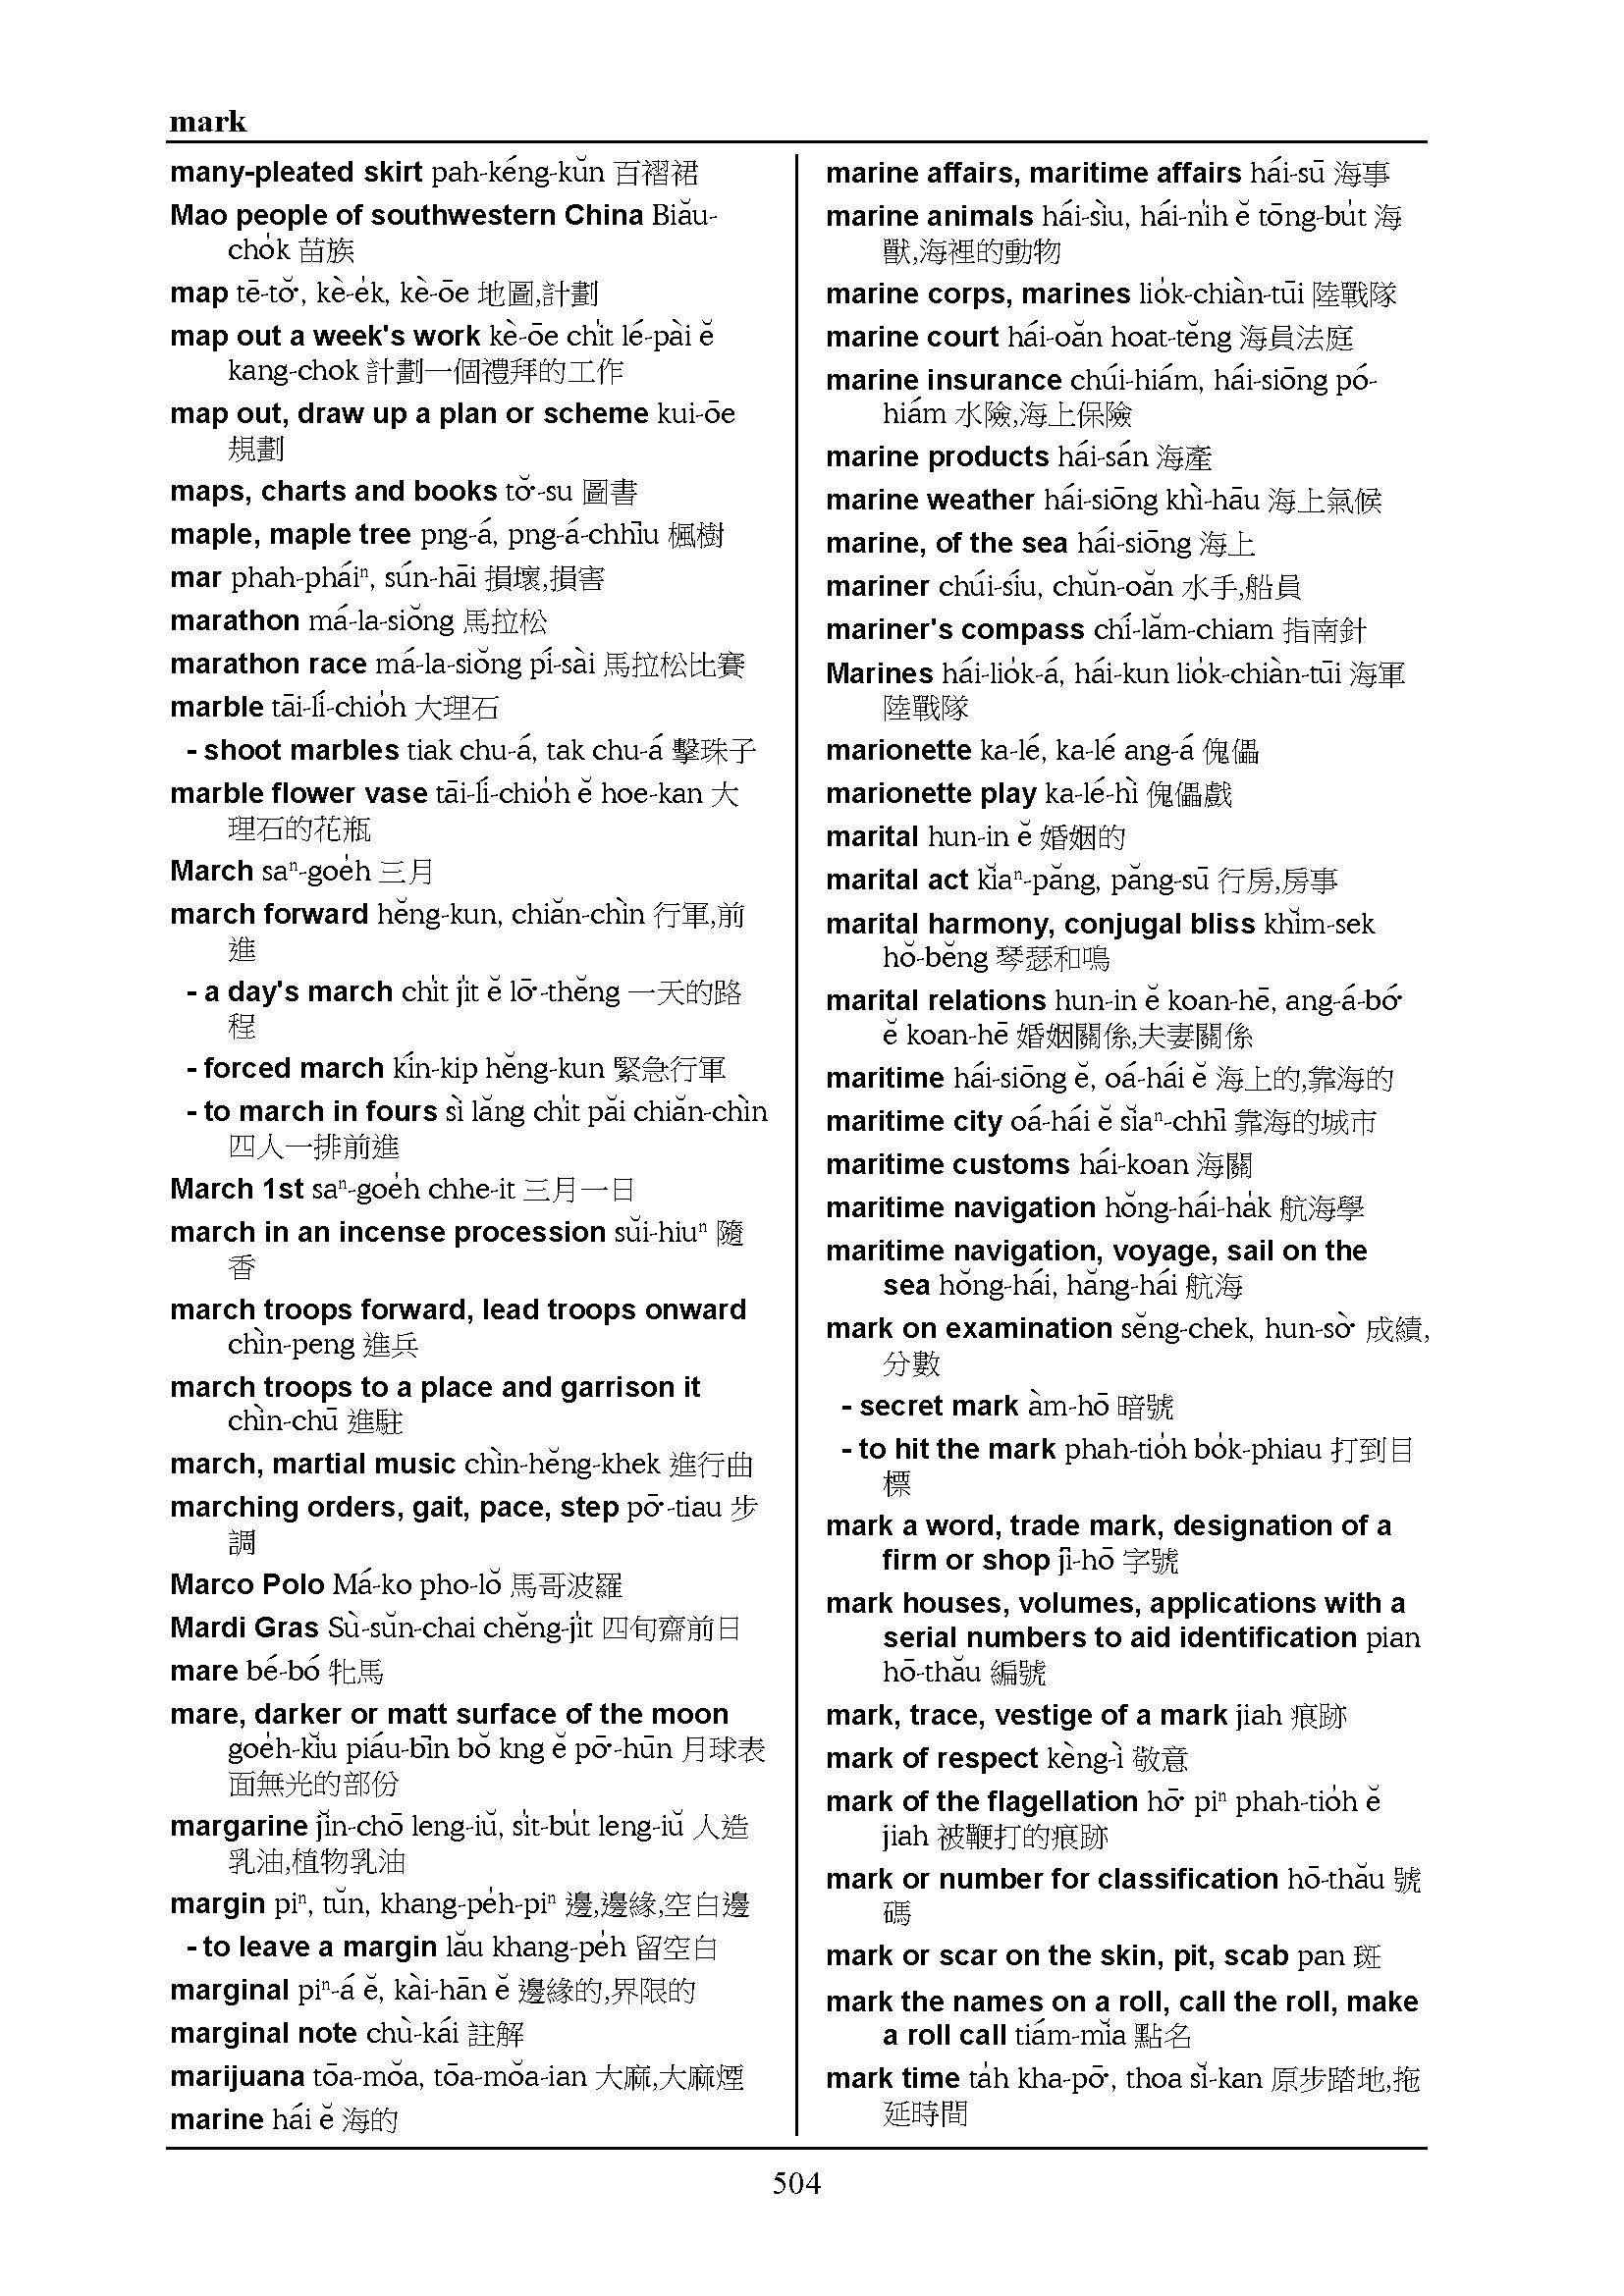 mark
many-pleated skirt pah-kéng-kŭn 百褶裙
Mao people of southwestern China Biău-
cho̍k 苗族
map tē-tŏ͘, kè-e̍k, kè-ōe 地圖,計劃
map out a week's work kè-ōe chi̍t lé-pài ĕ
kang-chok 計劃一個禮拜的工作
map out, draw up a plan or scheme kui-ōe
規劃
maps, charts and books tŏ͘-su 圖書
maple, maple tree png-á, png-á-chhīu 楓樹
mar phah-pháiⁿ, sún-hāi 損壞,損害
marathon má-la-siŏng 馬拉松
marathon race má-la-siŏng pí-sài 馬拉松比賽
marble tāi-lí-chio̍h 大理石
- shoot marbles tiak chu-á, tak chu-á 擊珠子
marble flower vase tāi-lí-chio̍h ĕ hoe-kan 大
理石的花瓶
March saⁿ-goe̍h 三月
march forward hĕng-kun, chiăn-chìn 行軍,前
進
- a day's march chi̍t ji̍t ĕ lō͘-thĕng 一天的路
程
- forced march kín-kip hĕng-kun 緊急行軍
- to march in fours sì lăng chi̍t păi chiăn-chìn
四人一排前進
March 1st saⁿ-goe̍h chhe-it 三月一日
march in an incense procession sŭi-hiuⁿ 隨
香
march troops forward, lead troops onward
chìn-peng 進兵
march troops to a place and garrison it
chìn-chū 進駐
march, martial music chìn-hĕng-khek 進行曲
marching orders, gait, pace, step pō͘-tiau 步
調
Marco Polo Má-ko pho-lŏ 馬哥波羅
Mardi Gras Sù-sŭn-chai chĕng-ji̍t 四旬齋前日
mare bé-bó 牝馬
mare, darker or matt surface of the moon
goe̍h-kĭu piáu-bīn bŏ kng ĕ pō͘-hūn 月球表
面無光的部份
margarine jĭn-chō leng-iŭ, si̍t-bu̍t leng-iŭ 人造
乳油,植物乳油
margin piⁿ, tŭn, khang-pe̍h-piⁿ 邊,邊緣,空白邊
- to leave a margin lău khang-pe̍h 留空白
marginal piⁿ-á ĕ, kài-hān ĕ 邊緣的,界限的
marginal note chù-kái 註解
marijuana tōa-mŏa, tōa-mŏa-ian 大麻,大麻煙
marine hái ĕ 海的
marine affairs, maritime affairs hái-sū 海事
marine animals hái-sìu, hái-ni̍h ĕ tōng-bu̍t 海
獸,海裡的動物
marine corps, marines lio̍k-chiàn-tūi 陸戰隊
marine court hái-oăn hoat-tĕng 海員法庭
marine insurance chúi-hiám, hái-siōng pó-
hiám 水險,海上保險
marine products hái-sán 海產
marine weather hái-siōng khì-hāu 海上氣候
marine, of the sea hái-siōng 海上
mariner chúi-síu, chŭn-oăn 水手,船員
mariner's compass chí-lăm-chiam 指南針
Marines hái-lio̍k-á, hái-kun lio̍k-chiàn-tūi 海軍
陸戰隊
marionette ka-lé, ka-lé ang-á 傀儡
marionette play ka-lé-hì 傀儡戲
marital hun-in ĕ 婚姻的
marital act kĭaⁿ-păng, păng-sū 行房,房事
marital harmony, conjugal bliss khĭm-sek
hŏ-bĕng 琴瑟和鳴
marital relations hun-in ĕ koan-hē, ang-á-bó͘
ĕ koan-hē 婚姻關係,夫妻關係
maritime hái-siōng ĕ, oá-hái ĕ 海上的,靠海的
maritime city oá-hái ĕ sĭaⁿ-chhī 靠海的城市
maritime customs hái-koan 海關
maritime navigation hŏng-hái-ha̍k 航海學
maritime navigation, voyage, sail on the
sea hŏng-hái, hăng-hái 航海
mark on examination sĕng-chek, hun-sò͘ 成績,
分數
- secret mark àm-hō 暗號
- to hit the mark phah-tio̍h bo̍k-phiau 打到目
標
mark a word, trade mark, designation of a
firm or shop jī-hō 字號
mark houses, volumes, applications with a
serial numbers to aid identification pian
hō-thău 編號
mark, trace, vestige of a mark jiah 痕跡
mark of respect kèng-ì 敬意
mark of the flagellation hō͘ piⁿ phah-tio̍h ĕ
jiah 被鞭打的痕跡
mark or number for classification hō-thău 號
碼
mark or scar on the skin, pit, scab pan 斑
mark the names on a roll, call the roll, make
a roll call tiám-mĭa 點名
mark time ta̍h kha-pō͘, thoa sĭ-kan 原步踏地,拖
延時間
504